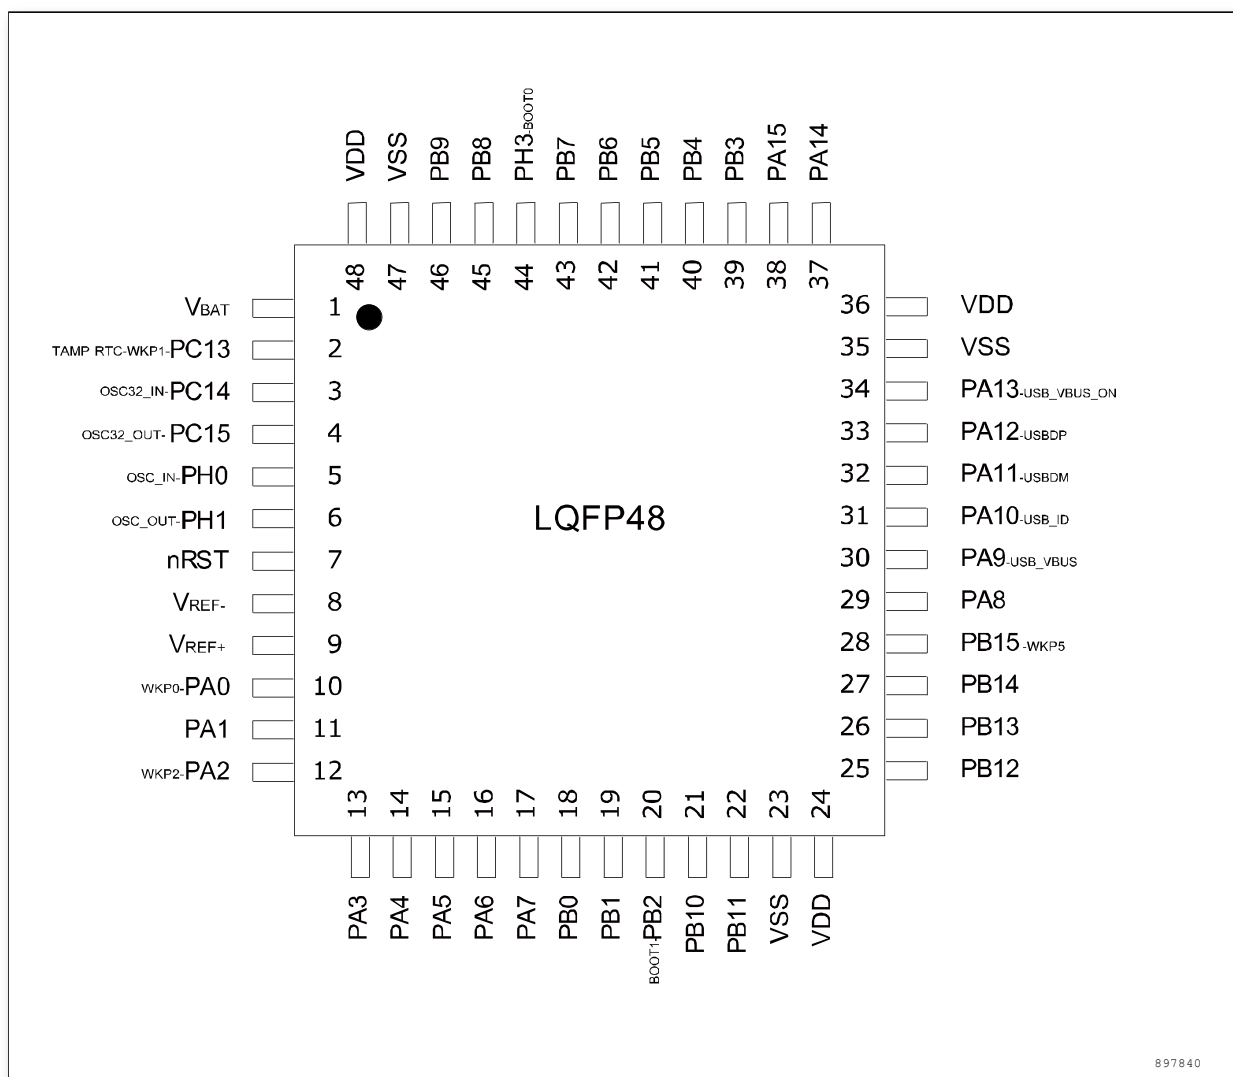 VDD
VSS
PB9
PB8
PH3-BOOT0
PB7
PB6
PB5
PB4
PB3
PA15
PA14
48 47 46 45 44 43 42 41 40 39 38 37
VBAT 1
TAMP RTC-WKP1-PC13 2
OSC32_IN-PC14 3
OSC32_OUT-PC15 4
OSC_IN-PH0 5
OSC_OUT-PH1 6
nRST 7
VREF- 8
VREF+ 9
WKP0-PA0 10
PA1 11
WKP2-PA2 12
LQFP48
36 VDD
35 VSS
34 PA13-USB_VBUS_ON
33 PA12-USBDP
32 PA11-USBDM
31 PA10-USB_ID
30 PA9-USB_VBUS
29 PA8
28 PB15-WKP5
27 PB14
26 PB13
25 PB12
13 14 15 16 17 18 19 20 21 22 23 24
PA3
PA4
PA5
PA6
PA7
PB0
PB1
BOOT1-PB2
PB10
PB11
VSS
VDD
897840